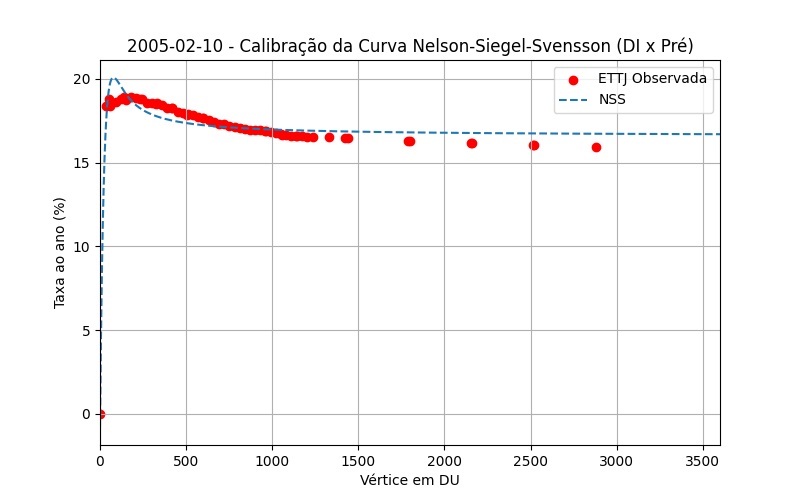 2005-02-10 - Calibração da Curva Nelson-Siegel-Svensson (DI x Pré)
ETTJ Observada
NSS
Taxa ao ano (%)
20
15
10
5
0
0 500 1000 1500 2000 2500 3000 3500
Vértice em DU